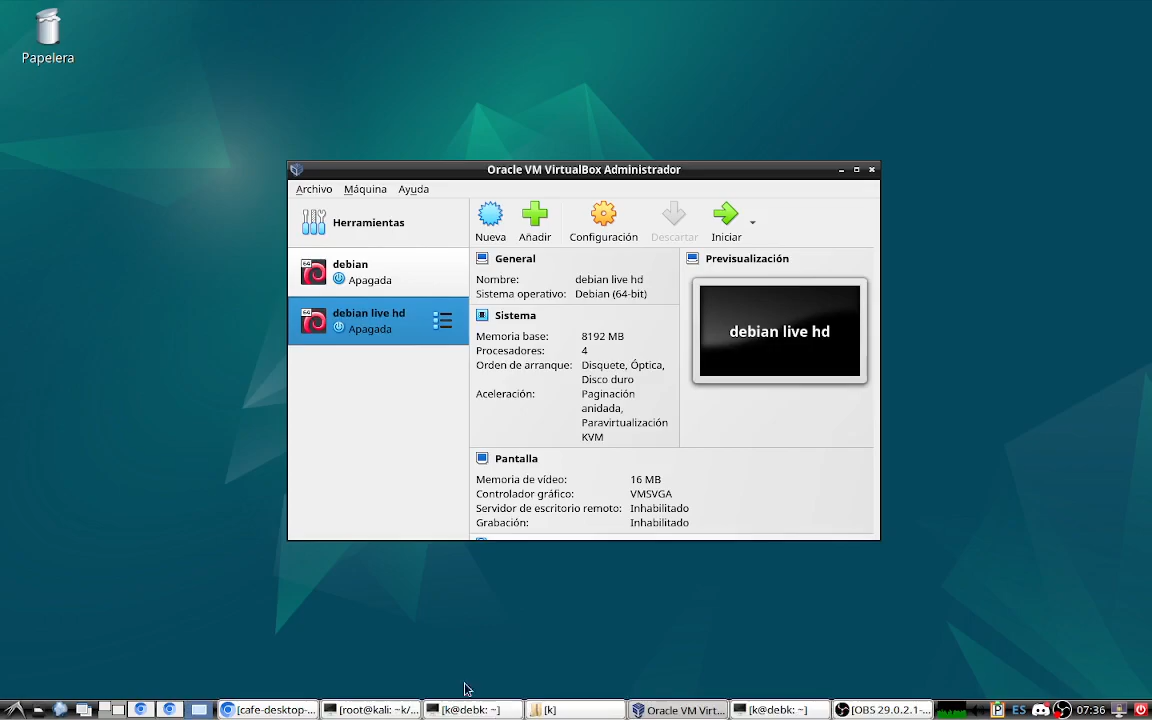 Papelera
Oracle VM VirtualBox Administrador
Archivo Máquina Ayuda
Herramientas
Nueva Añadir Configuración Descartar Iniciar
64 debian
Apagada
64 debian live hd
Apagada
General
Nombre: debian live hd
Sistema operativo: Debian (64-bit)
Sistema
Memoria base: 8192 MB
Procesadores: 4
Orden de arranque: Disquete, Óptica,
Disco duro
Aceleración: Paginación
anidada,
Paravirtualización
KVM
Previsualización
debian live hd
Pantalla
Memoria de vídeo: 16 MB
Controlador gráfico: VMSVGA
Servidor de escritorio remoto: Inhabilitado
Grabación: Inhabilitado
[cafe-desktop-... [root@kali: ~k/... [k@debk: ~] [k] Oracle VM Virt... [k@debk: ~] [OBS 29.0.2.1-... P ES 07:36